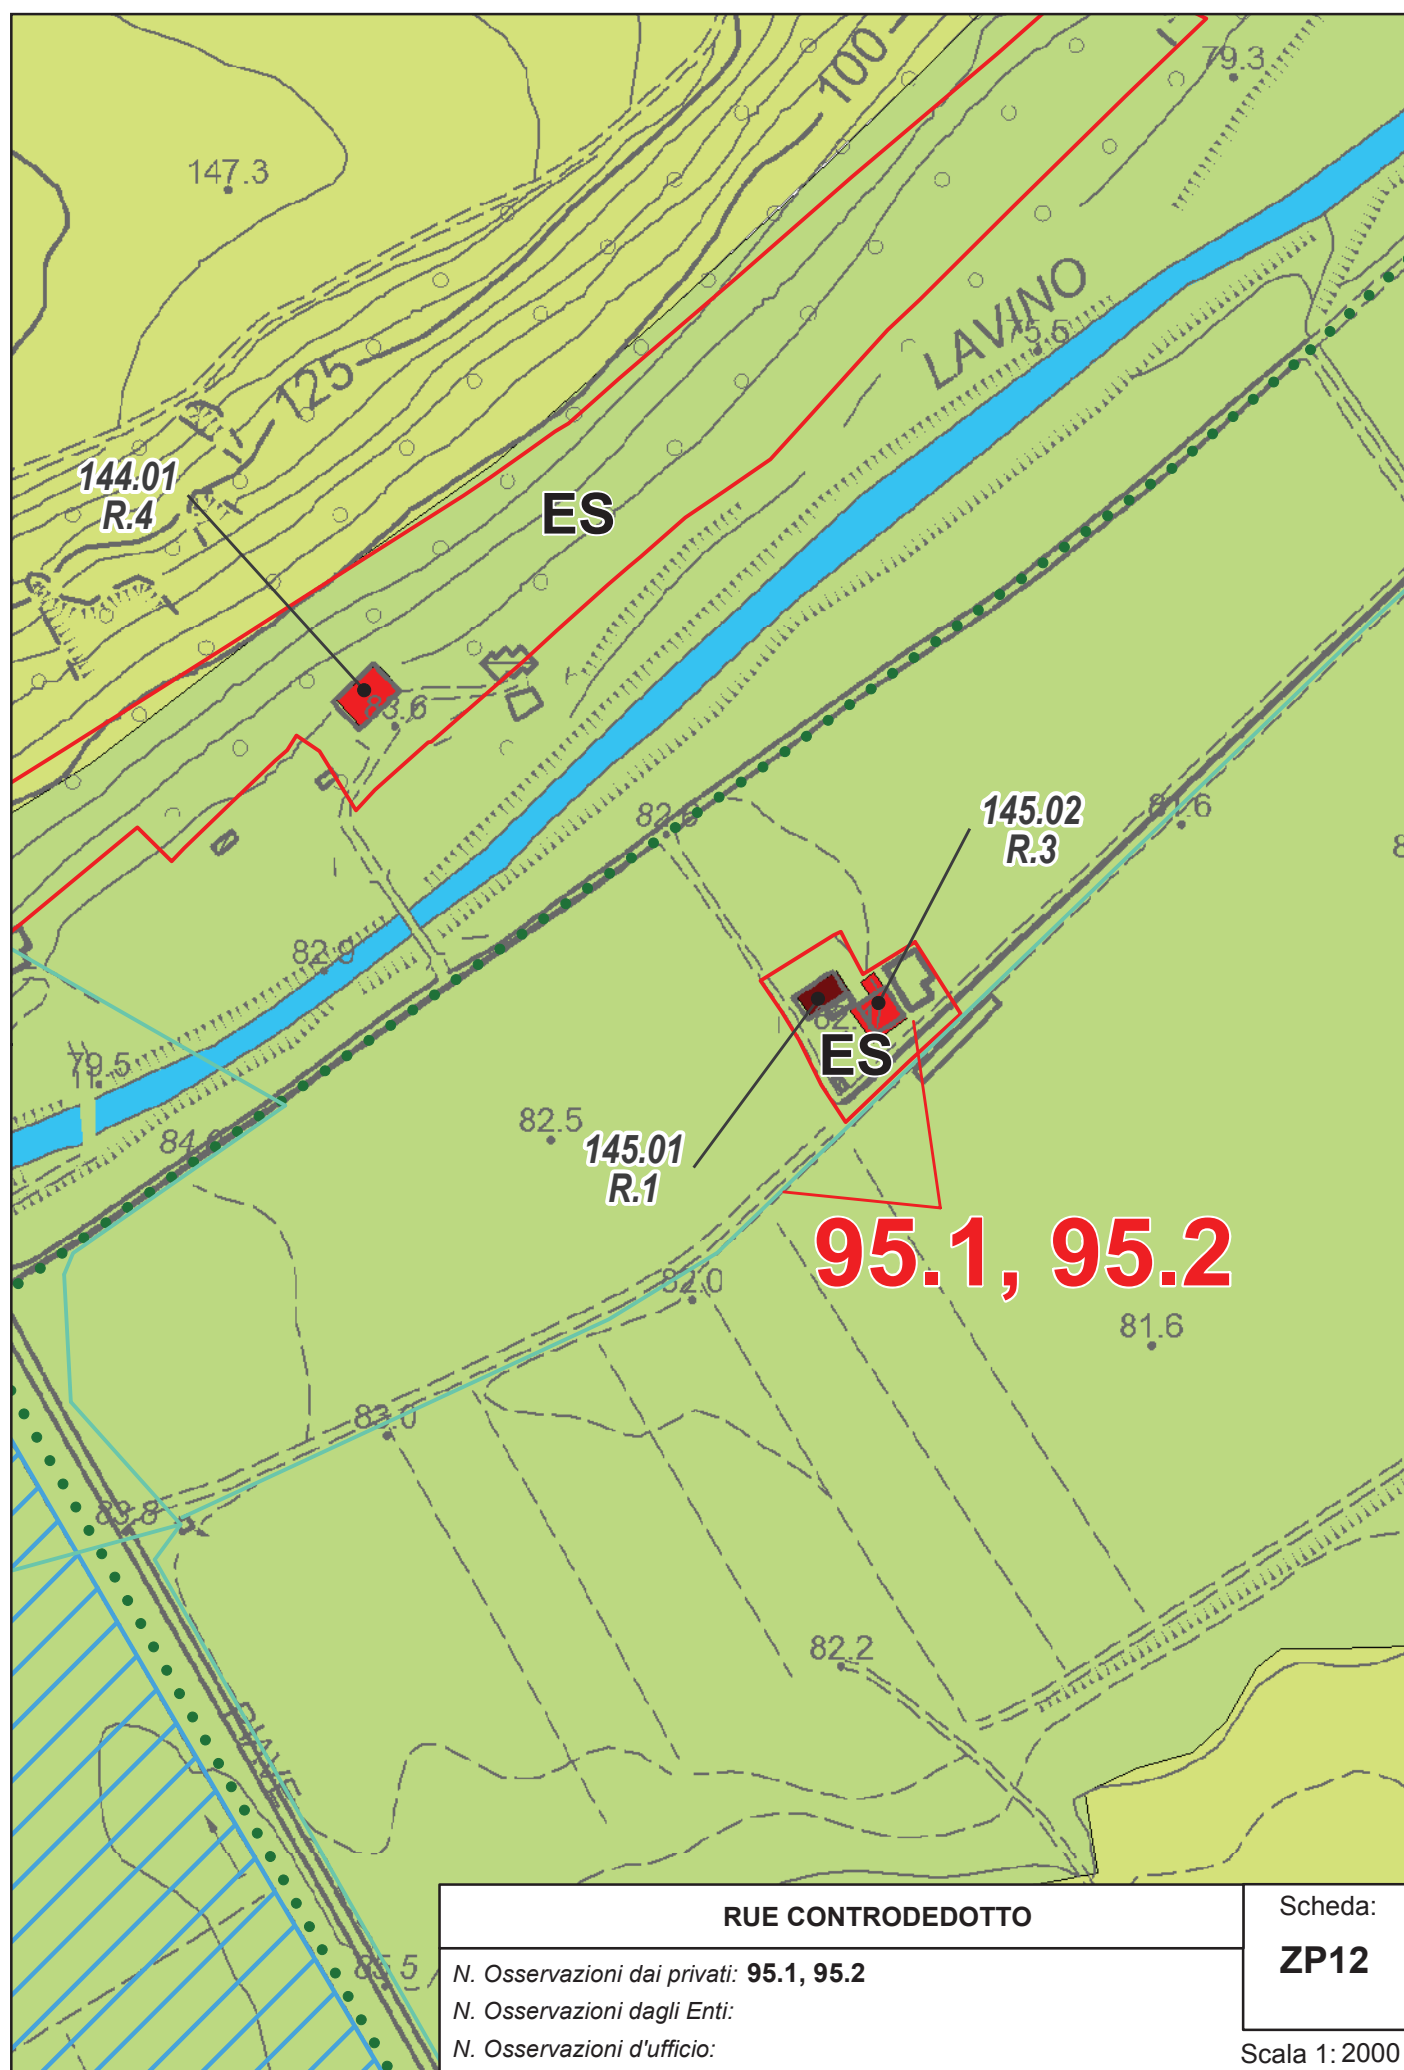 79.3
100
147.3
LAVINO
75.5
125
144.01
R.4
ES
83.6
145.02
R.3
81.6
82.6
82.9
ES
79.5
82.5
84.0
145.01
R.1
95.1, 95.2
82.0
81.6
83.0
83.8
82.2
85.5
RUE CONTRODEDOTTO
Scheda:
ZP12
N. Osservazioni dai privati: 95.1, 95.2
N. Osservazioni dagli Enti:
N. Osservazioni d'ufficio:
Scala 1: 2000